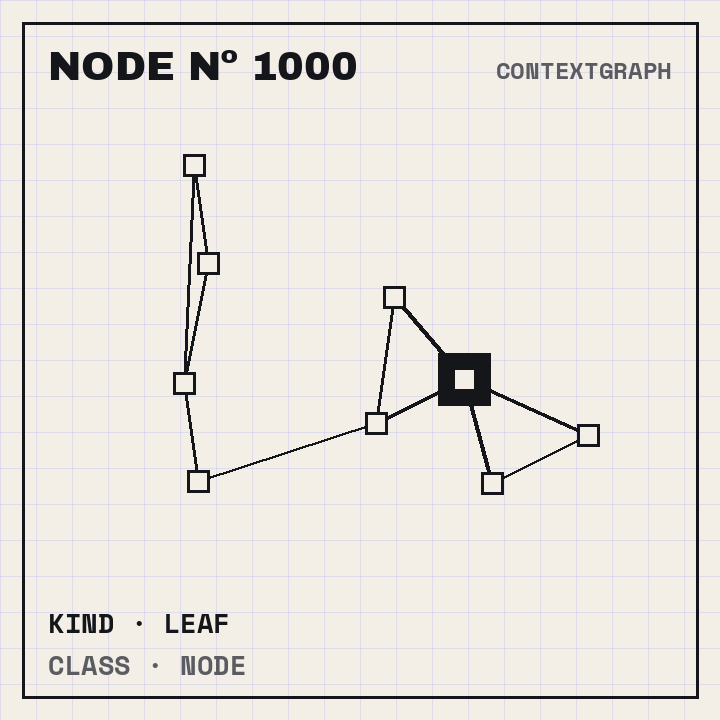 NODE Nº 1000
CONTEXTGRAPH
KIND · LEAF
CLASS · NODE